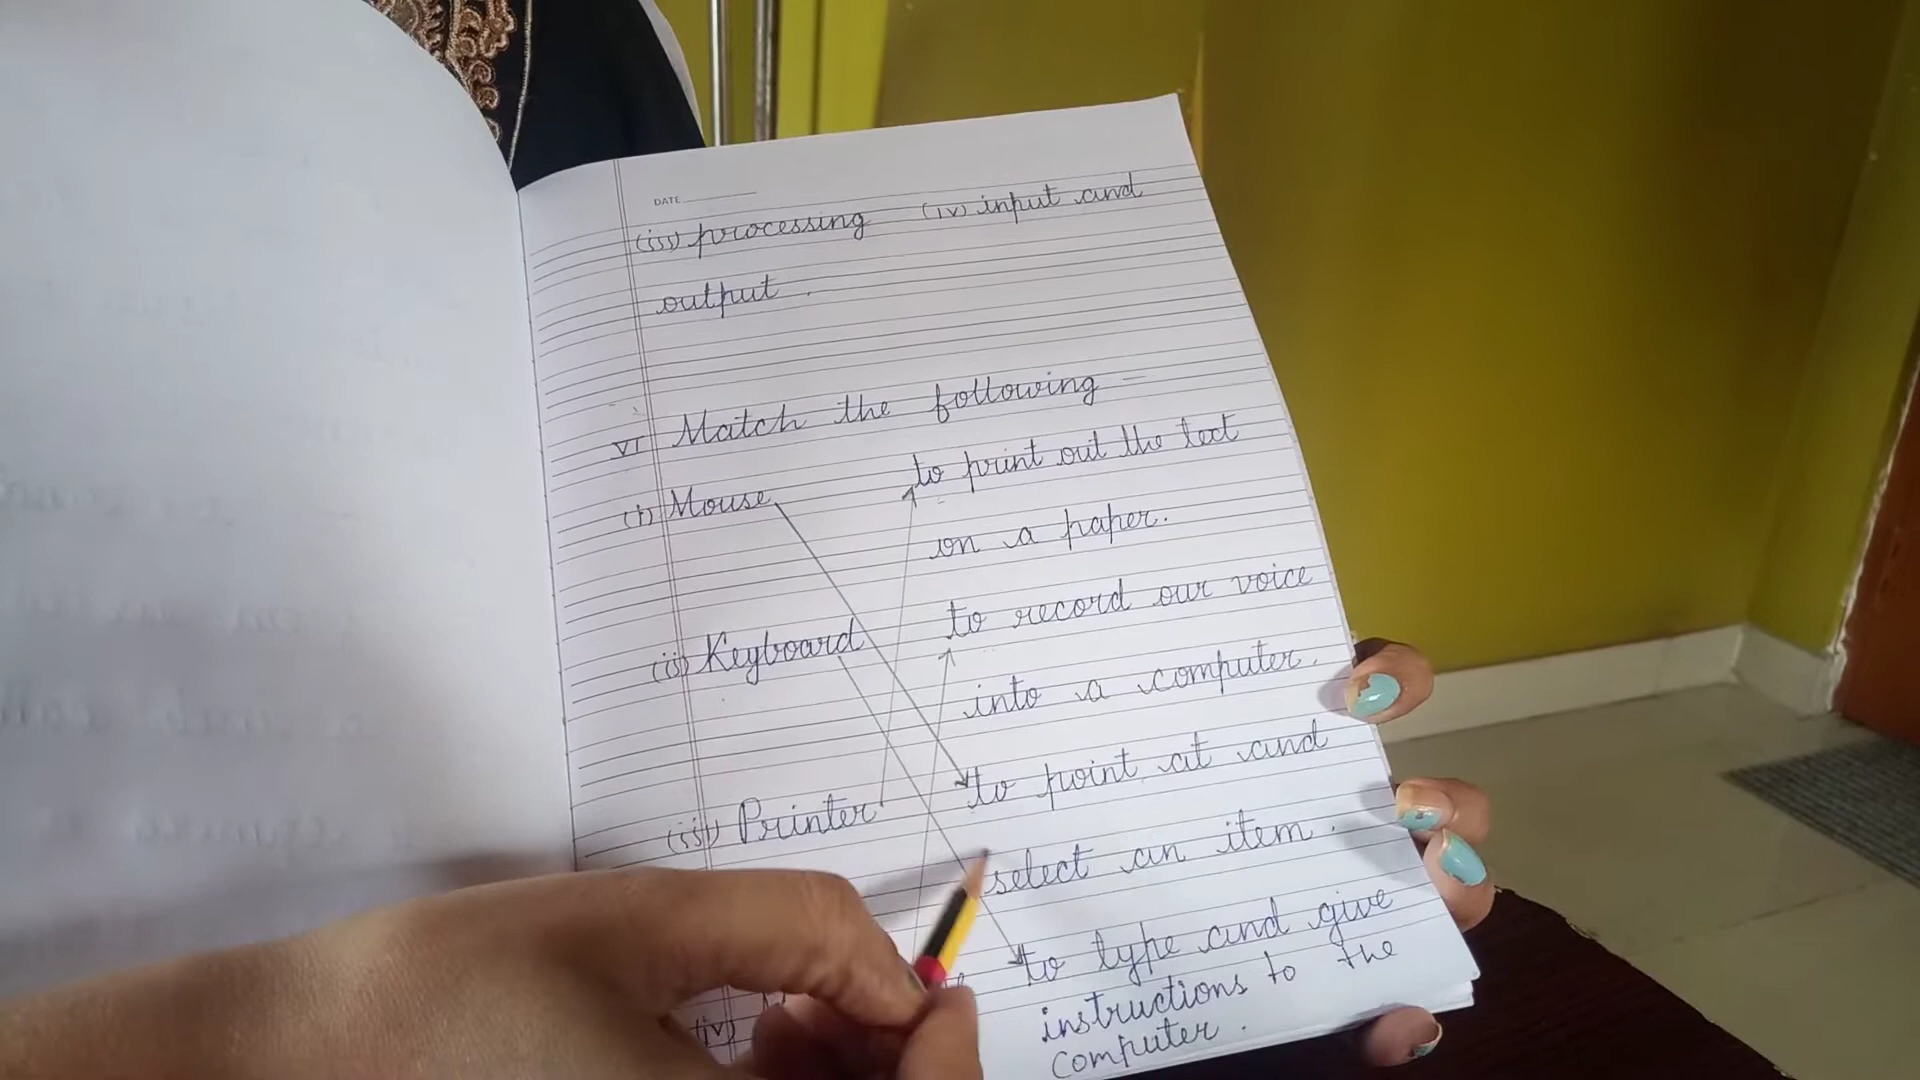 DATE
(iii) processing (iv) input and
output.
VI Match the following -
(i) Mouse to print out the text
on a paper.
to record our voice
(ii) Keyboard
into a computer.
to point at and
(iii) Printer
select an item.
to type and give
instructions to the
(iv)
computer.